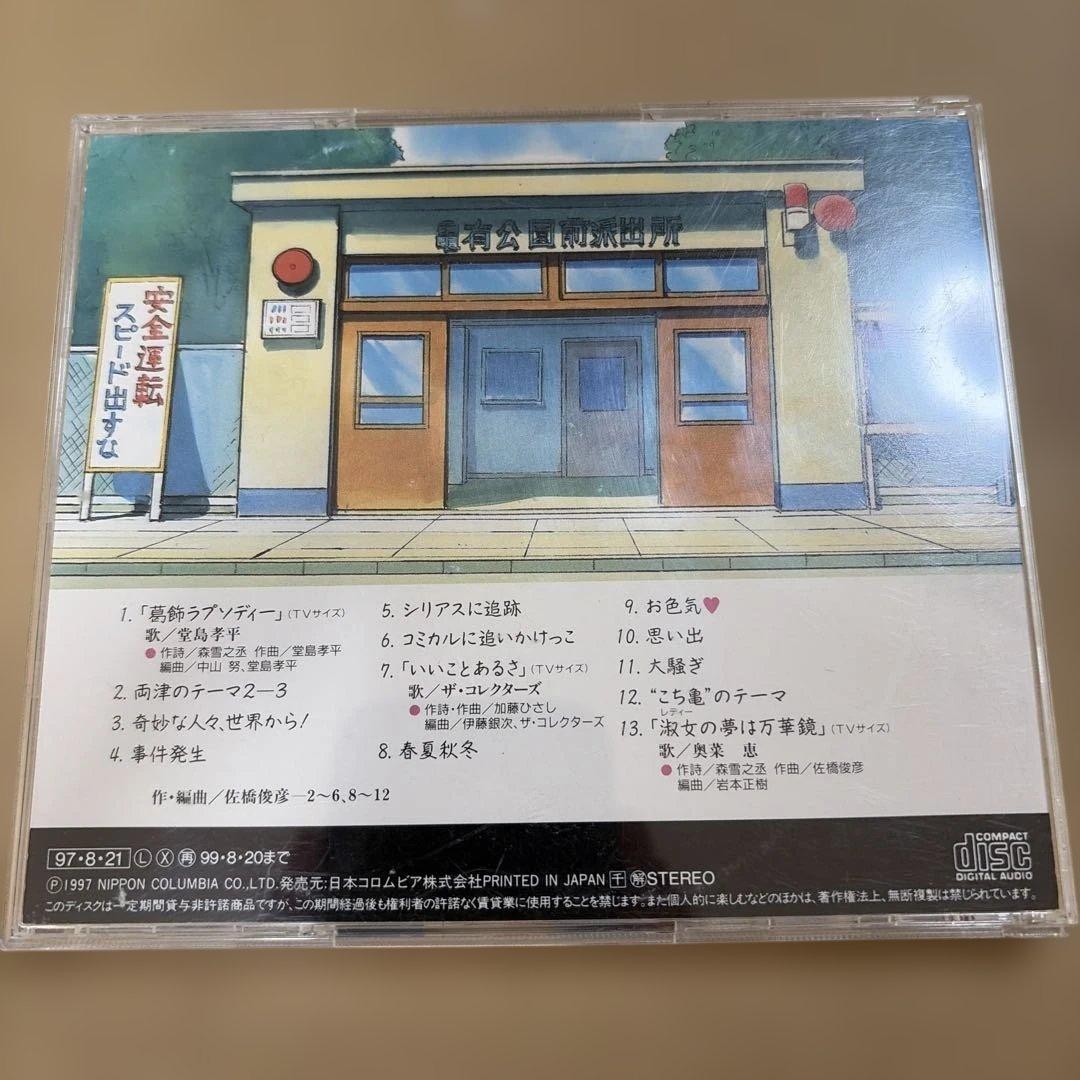 亀有公園前派出所
安全運転
スピード出すな
1.「葛飾ラプソディー」(TVサイズ)
歌／堂島孝平
●作詩／森雪之丞 作曲／堂島孝平
編曲／中山 努、堂島孝平
2. 両津のテーマ2—3
3. 奇妙な人々、世界から!
4. 事件発生
5. シリアスに追跡
6. コミカルに追いかけっこ
7.「いいことあるさ」(TVサイズ)
歌／ザ・コレクターズ
●作詩・作曲／加藤ひさし
編曲／伊藤銀次、ザ・コレクターズ
8. 春夏秋冬
9. お色気♥
10. 思い出
11. 大騒ぎ
12. “こち亀”のテーマ
レディー
13.「淑女の夢は万華鏡」(TVサイズ)
歌／奥菜 恵
●作詩／森雪之丞 作曲／佐橋俊彦
編曲／岩本正樹
作・編曲／佐橋俊彦—2〜6、8〜12
97・8・21 Ⓛ Ⓧ 再 99・8・20まで
Ⓟ1997 NIPPON COLUMBIA CO.,LTD. 発売元:日本コロムビア株式会社PRINTED IN JAPAN 千 解 STEREO
このディスクは一定期間貸与非許諾商品ですが、この期間経過後も権利者の許諾なく賃貸業に使用することを禁じます。また個人的に楽しむなどのほかは、著作権法上、無断複製は禁じられています。
COMPACT
disc
DIGITAL AUDIO